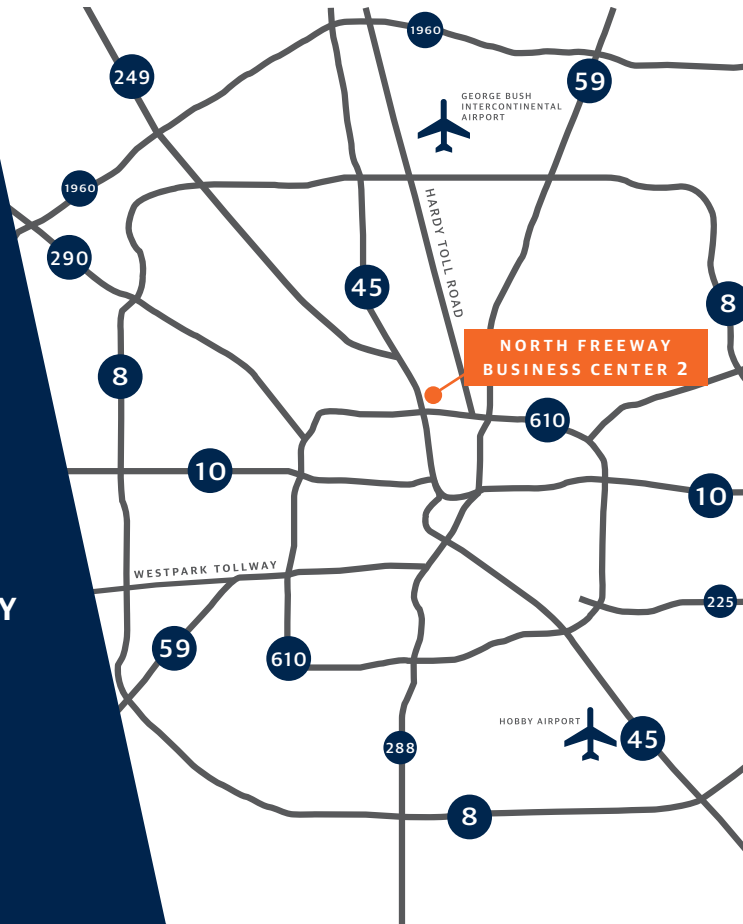 1960
249
59
GEORGE BUSH
INTERCONTINENTAL
AIRPORT
1960
HARDY TOLL ROAD
290
45
8
NORTH FREEWAY
BUSINESS CENTER 2
8
610
10
10
WESTPARK TOLLWAY
225
Y
59
610
HOBBY AIRPORT
45
288
8